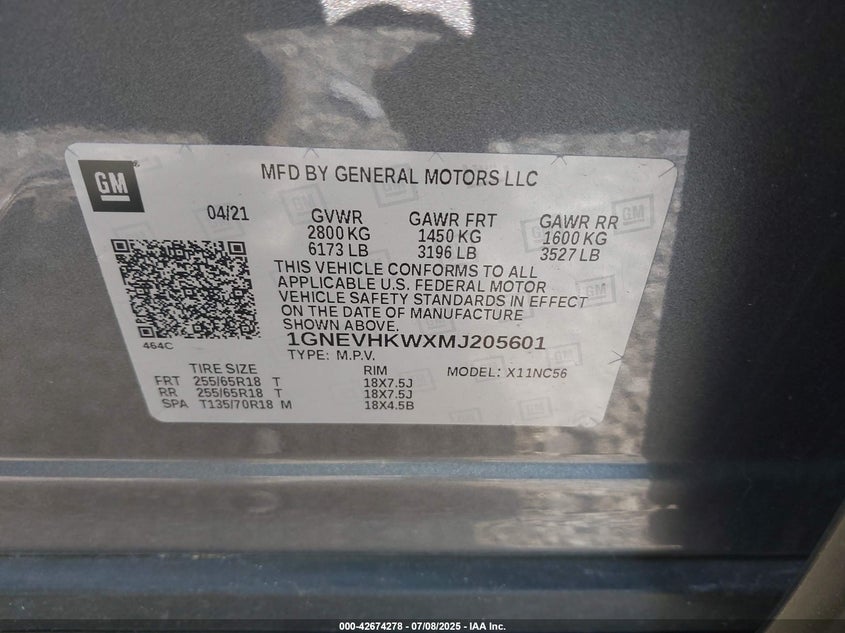 GM
MFD BY GENERAL MOTORS LLC
04/21 GVWR GAWR FRT GAWR RR
2800 KG 1450 KG 1600 KG
6173 LB 3196 LB 3527 LB
THIS VEHICLE CONFORMS TO ALL
APPLICABLE U.S. FEDERAL MOTOR
VEHICLE SAFETY STANDARDS IN EFFECT
ON THE DATE OF MANUFACTURE
SHOWN ABOVE.
464C
1GNEVHKWXMJ205601
TYPE: M.P.V.
TIRE SIZE RIM MODEL: X11NC56
FRT 255/65R18 T 18X7.5J
RR 255/65R18 T 18X7.5J
SPA T135/70R18 M 18X4.5B
000-42674278 - 07/08/2025 - IAA Inc.